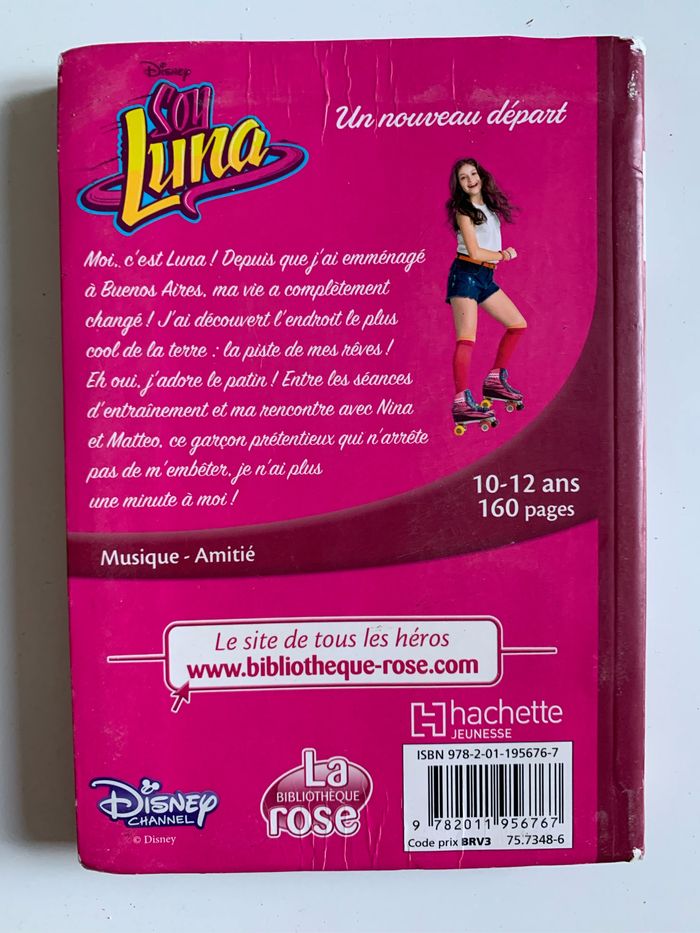 Disney
SOY
Luna
Un nouveau départ
Moi, c'est Luna ! Depuis que j'ai emménagé
à Buenos Aires, ma vie a complètement
changé ! J'ai découvert l'endroit le plus
cool de la terre : la piste de mes rêves !
Eh oui, j'adore le patin ! Entre les séances
d'entraînement et ma rencontre avec Nina
et Matteo, ce garçon prétentieux qui n'arrête
pas de m'embêter, je n'ai plus
une minute à moi !
10-12 ans
160 pages
Musique - Amitié
Le site de tous les héros
www.bibliotheque-rose.com
hachette
JEUNESSE
ISBN 978-2-01-195676-7
9 782011 956767
Code prix BRV3 75.7348-6
La
BIBLIOTHÈQUE
rose
Disney
CHANNEL
© Disney